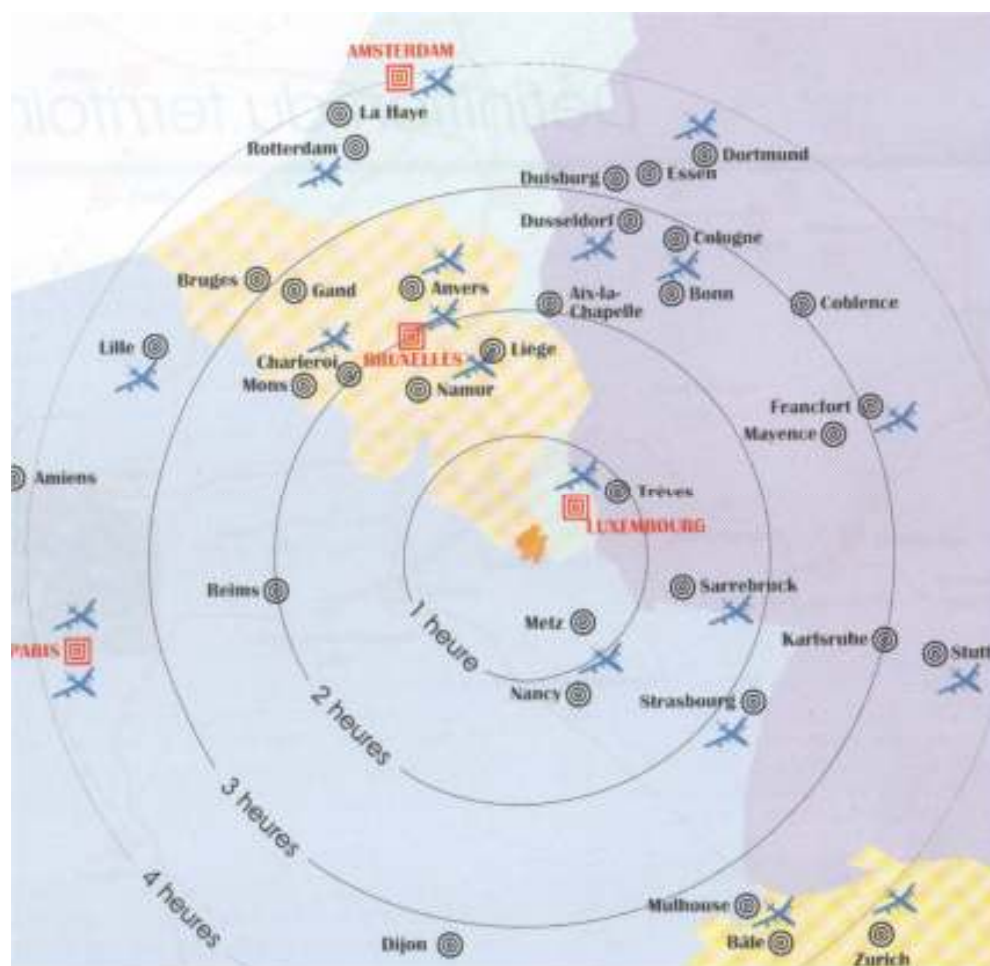 AMSTERDAM
La Haye
Rotterdam
Dortmund
Duisburg
Essen
Dusseldorf
Cologne
Bruges
Gand
Anvers
Bonn
Aix-la-
Chapelle
Coblence
Lille
Charleroi
BRUXELLES
Liège
Mons
Namur
Francfort
Mayence
Amiens
Trèves
LUXEMBOURG
Reims
Sarrebruck
Metz
1 heure
PARIS
Karlsruhe
Stutt
Nancy
Strasbourg
2 heures
3 heures
4 heures
Mulhouse
Dijon
Bâle
Zurich